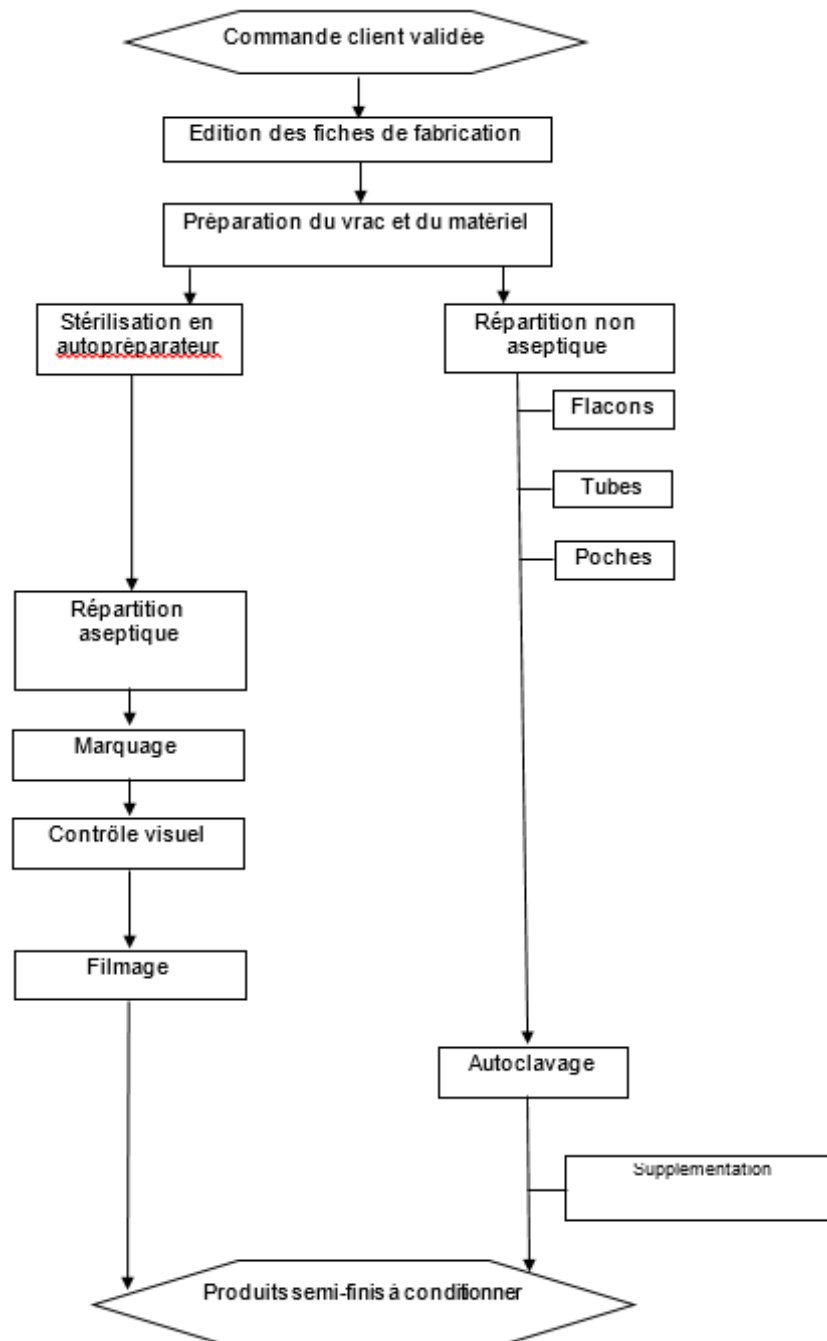 Commande client validée
Edition des fiches de fabrication
Préparation du vrac et du matériel
Stérilisation en
autopréparateur
Répartition non
aseptique
Flacons
Tubes
Poches
Répartition
aseptique
Marquage
Contrôle visuel
Filmage
Autoclavage
Supplémentation
Produits semi-finis à conditionner